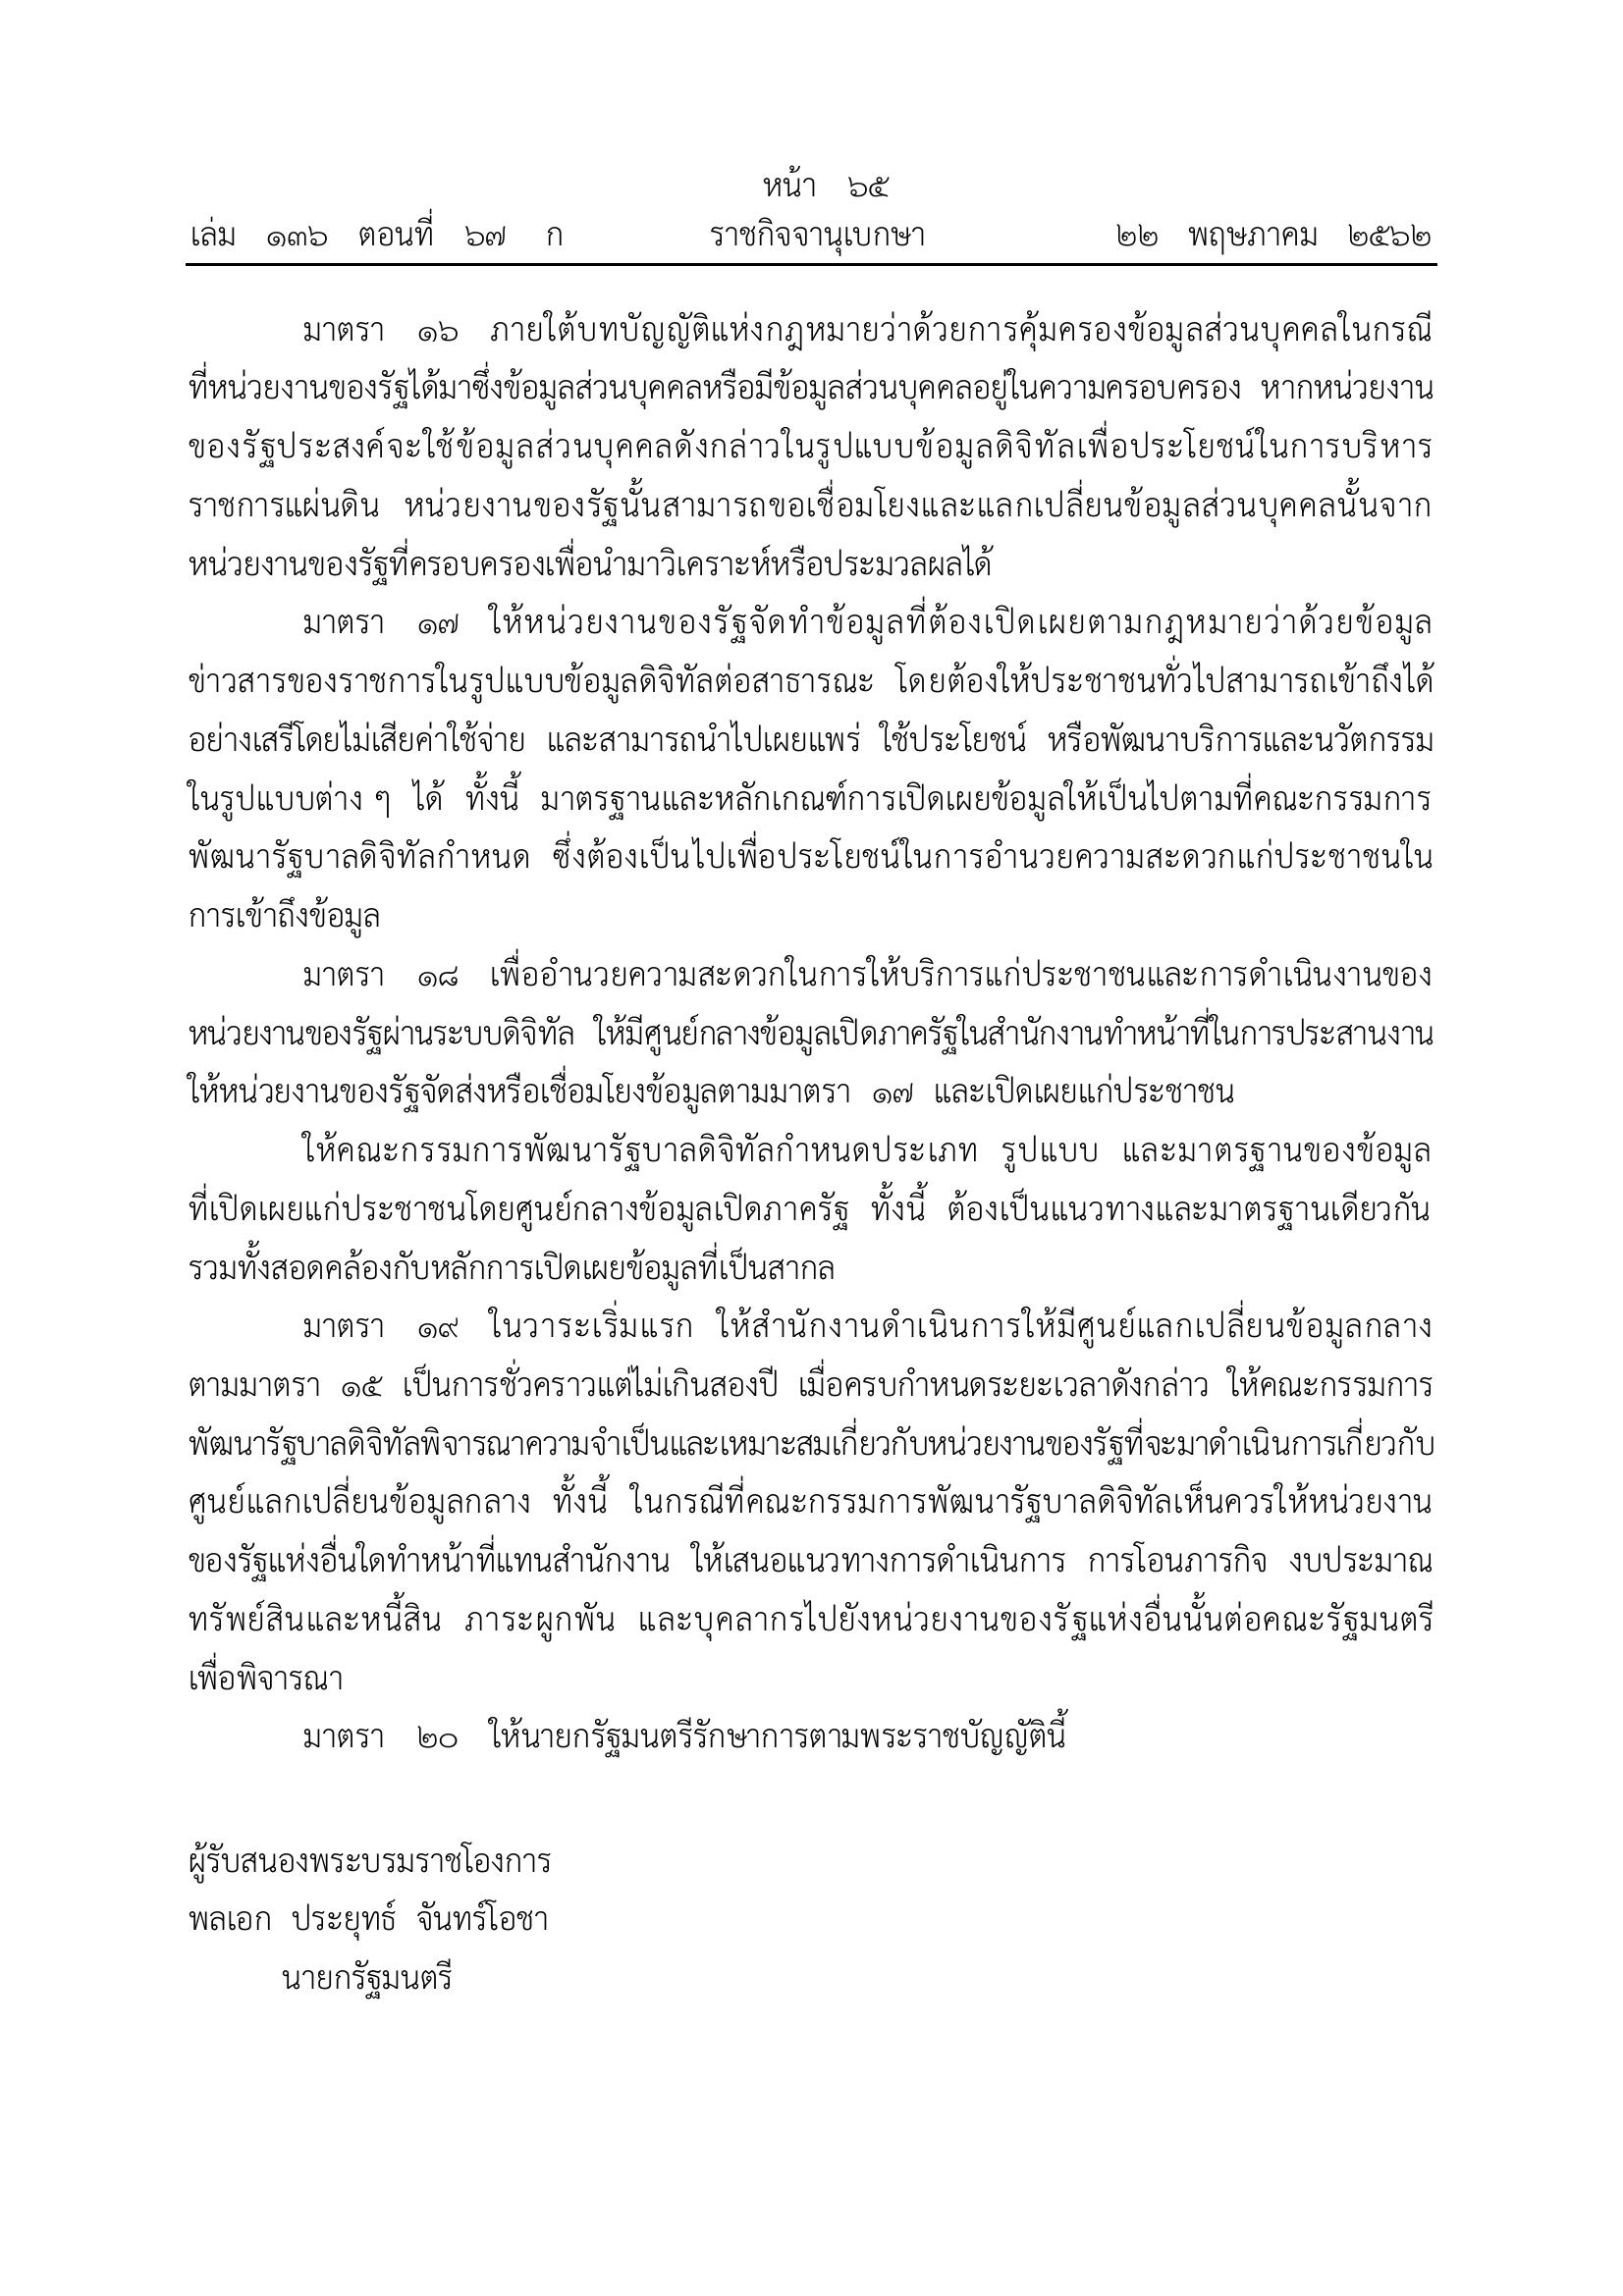 หน้า ๖๕
เล่ม ๑๓๖ ตอนที่ ๖๗ ก ราชกิจจานุเบกษา ๒๒ พฤษภาคม ๒๕๖๒
มาตรา ๑๖ ภายใต้บทบัญญัติแห่งกฎหมายว่าด้วยการคุ้มครองข้อมูลส่วนบุคคลในกรณี
ที่หน่วยงานของรัฐได้มาซึ่งข้อมูลส่วนบุคคลหรือมีข้อมูลส่วนบุคคลอยู่ในความครอบครอง หากหน่วยงาน
ของรัฐประสงค์จะใช้ข้อมูลส่วนบุคคลดังกล่าวในรูปแบบข้อมูลดิจิทัลเพื่อประโยชน์ในการบริหาร
ราชการแผ่นดิน หน่วยงานของรัฐนั้นสามารถขอเชื่อมโยงและแลกเปลี่ยนข้อมูลส่วนบุคคลนั้นจาก
หน่วยงานของรัฐที่ครอบครองเพื่อนำมาวิเคราะห์หรือประมวลผลได้
มาตรา ๑๗ ให้หน่วยงานของรัฐจัดทำข้อมูลที่ต้องเปิดเผยตามกฎหมายว่าด้วยข้อมูล
ข่าวสารของราชการในรูปแบบข้อมูลดิจิทัลต่อสาธารณะ โดยต้องให้ประชาชนทั่วไปสามารถเข้าถึงได้
อย่างเสรีโดยไม่เสียค่าใช้จ่าย และสามารถนำไปเผยแพร่ ใช้ประโยชน์ หรือพัฒนาบริการและนวัตกรรม
ในรูปแบบต่าง ๆ ได้ ทั้งนี้ มาตรฐานและหลักเกณฑ์การเปิดเผยข้อมูลให้เป็นไปตามที่คณะกรรมการ
พัฒนารัฐบาลดิจิทัลกำหนด ซึ่งต้องเป็นไปเพื่อประโยชน์ในการอำนวยความสะดวกแก่ประชาชนใน
การเข้าถึงข้อมูล
มาตรา ๑๘ เพื่ออำนวยความสะดวกในการให้บริการแก่ประชาชนและการดำเนินงานของ
หน่วยงานของรัฐผ่านระบบดิจิทัล ให้มีศูนย์กลางข้อมูลเปิดภาครัฐในสำนักงานทำหน้าที่ในการประสานงาน
ให้หน่วยงานของรัฐจัดส่งหรือเชื่อมโยงข้อมูลตามมาตรา ๑๗ และเปิดเผยแก่ประชาชน
ให้คณะกรรมการพัฒนารัฐบาลดิจิทัลกำหนดประเภท รูปแบบ และมาตรฐานของข้อมูล
ที่เปิดเผยแก่ประชาชนโดยศูนย์กลางข้อมูลเปิดภาครัฐ ทั้งนี้ ต้องเป็นแนวทางและมาตรฐานเดียวกัน
รวมทั้งสอดคล้องกับหลักการเปิดเผยข้อมูลที่เป็นสากล
มาตรา ๑๙ ในวาระเริ่มแรก ให้สำนักงานดำเนินการให้มีศูนย์แลกเปลี่ยนข้อมูลกลาง
ตามมาตรา ๑๕ เป็นการชั่วคราวแต่ไม่เกินสองปี เมื่อครบกำหนดระยะเวลาดังกล่าว ให้คณะกรรมการ
พัฒนารัฐบาลดิจิทัลพิจารณาความจำเป็นและเหมาะสมเกี่ยวกับหน่วยงานของรัฐที่จะมาดำเนินการเกี่ยวกับ
ศูนย์แลกเปลี่ยนข้อมูลกลาง ทั้งนี้ ในกรณีที่คณะกรรมการพัฒนารัฐบาลดิจิทัลเห็นควรให้หน่วยงาน
ของรัฐแห่งอื่นใดทำหน้าที่แทนสำนักงาน ให้เสนอแนวทางการดำเนินการ การโอนภารกิจ งบประมาณ
ทรัพย์สินและหนี้สิน ภาระผูกพัน และบุคลากรไปยังหน่วยงานของรัฐแห่งอื่นนั้นต่อคณะรัฐมนตรี
เพื่อพิจารณา
มาตรา ๒๐ ให้นายกรัฐมนตรีรักษาการตามพระราชบัญญัตินี้
ผู้รับสนองพระบรมราชโองการ
พลเอก ประยุทธ์ จันทร์โอชา
นายกรัฐมนตรี